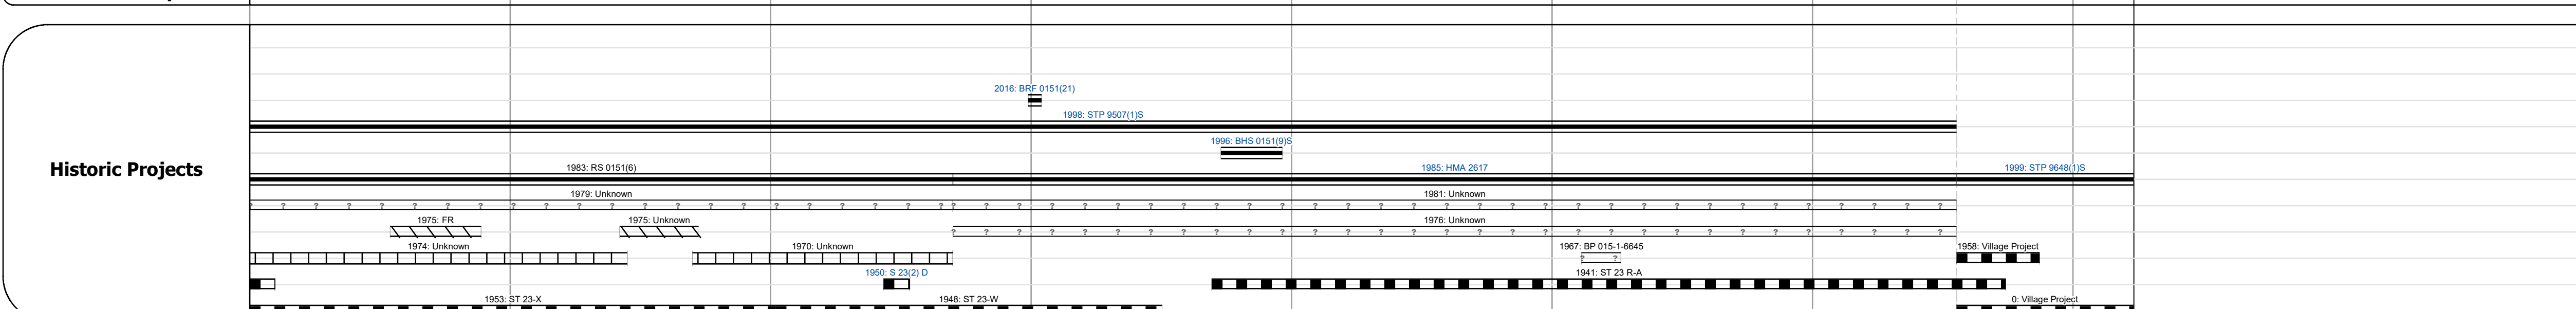 2016: BRF 0151(21)
1998: STP 9507(1)S
1996: BHS 0151(9)S
Historic Projects
1983: RS 0151(6)
1985: HMA 2617
1999: STP 9648(1)S
1979: Unknown
1981: Unknown
? ? ? ? ? ? ? ? ? ? ? ? ? ? ? ? ? ? ? ? ? ? ? ? ? ? ? ? ? ? ? ? ? ? ? ? ? ? ? ? ? ? ? ? ? ? ? ? ? ? ? ? ? ?
1975: FR
1975: Unknown
1976: Unknown
? ? ? ? ? ? ? ? ? ? ? ? ? ? ? ? ? ? ? ? ? ? ? ? ? ? ? ? ? ? ?
1974: Unknown
1970: Unknown
1967: BP 015-1-6645
1958: Village Project
? ?
1950: S 23(2) D
1941: ST 23 R-A
1953: ST 23-X
1948: ST 23-W
0: Village Project